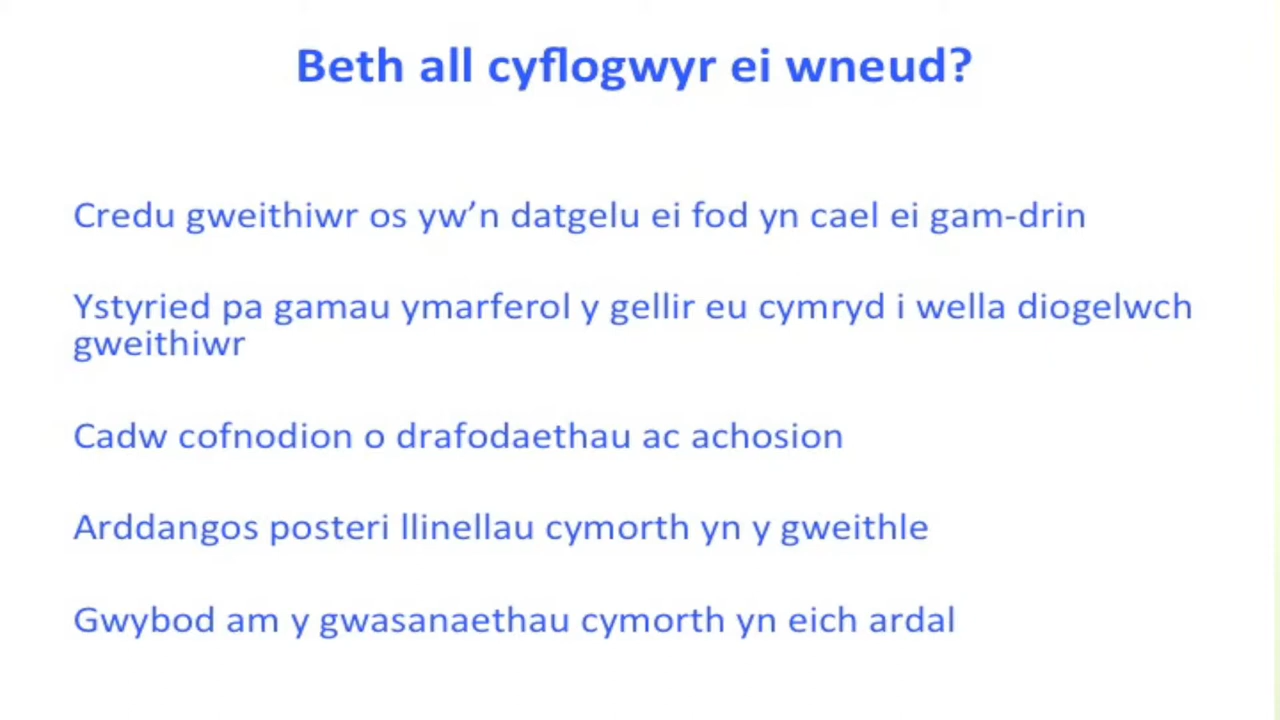 Beth all cyflogwyr ei wneud?
Credu gweithiwr os yw’n datgelu ei fod yn cael ei gam-drin
Ystyried pa gamau ymarferol y gellir eu cymryd i wella diogelwch
gweithiwr
Cadw cofnodion o drafodaethau ac achosion
Arddangos posteri llinellau cymorth yn y gweithle
Gwybod am y gwasanaethau cymorth yn eich ardal